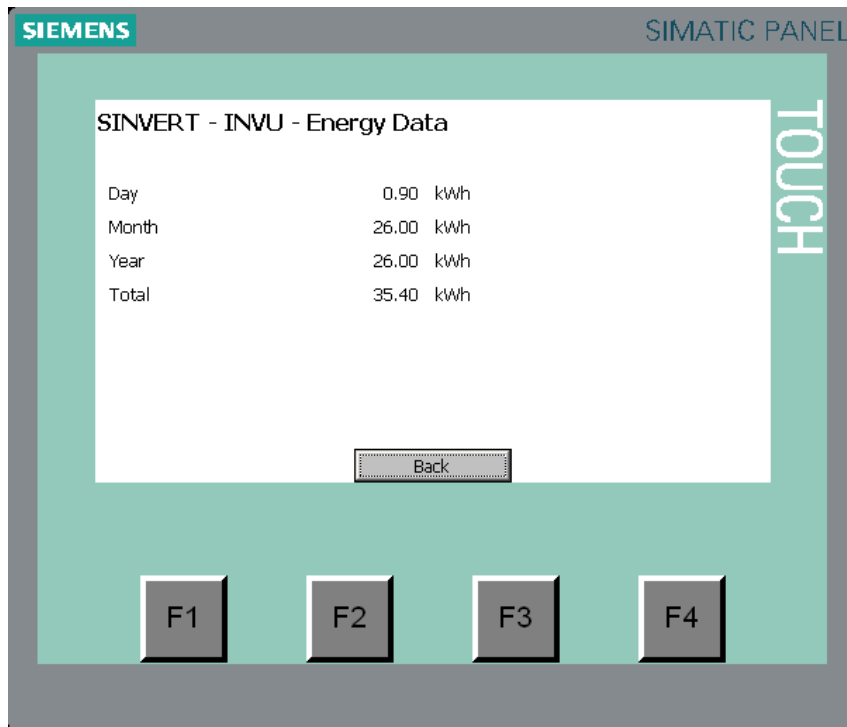 SIEMENS
SIMATIC PANEL
TOUCH
SINVERT - INVU - Energy Data
Day 0.90 kWh
Month 26.00 kWh
Year 26.00 kWh
Total 35.40 kWh
Back
F1 F2 F3 F4